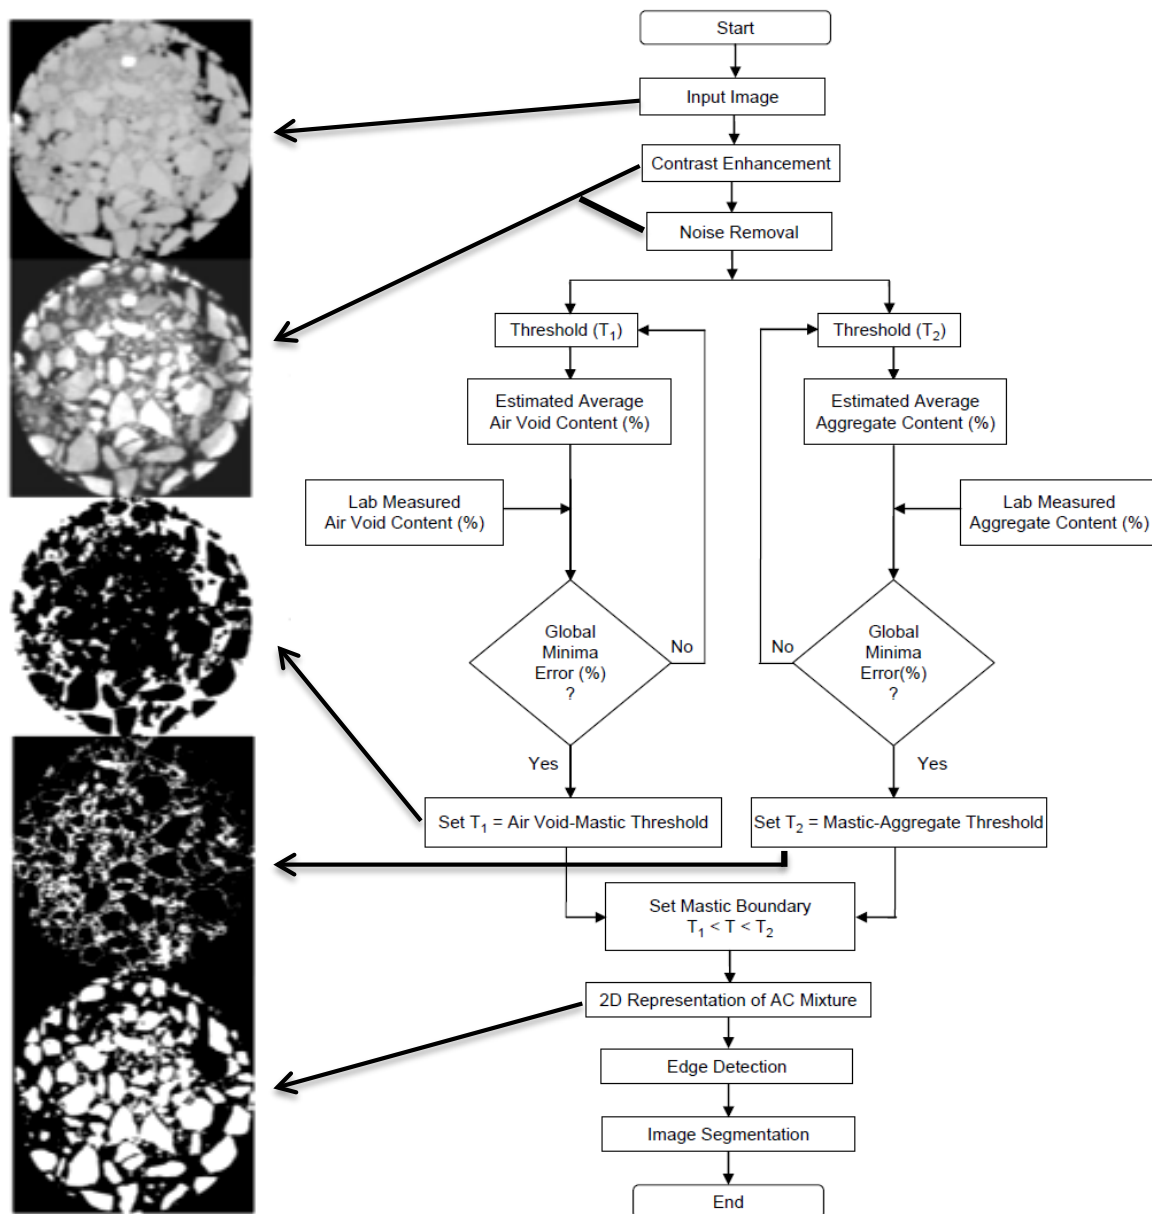 Start
Input Image
Contrast Enhancement
Noise Removal
Threshold (T1)
Threshold (T2)
Estimated Average
Air Void Content (%)
Estimated Average
Aggregate Content (%)
Lab Measured
Air Void Content (%)
Lab Measured
Aggregate Content (%)
Global
Minima
Error (%)
?
No
No
Global
Minima
Error(%)
?
Yes
Yes
Set T1 = Air Void-Mastic Threshold
Set T2 = Mastic-Aggregate Threshold
Set Mastic Boundary
T1 < T < T2
2D Representation of AC Mixture
Edge Detection
Image Segmentation
End